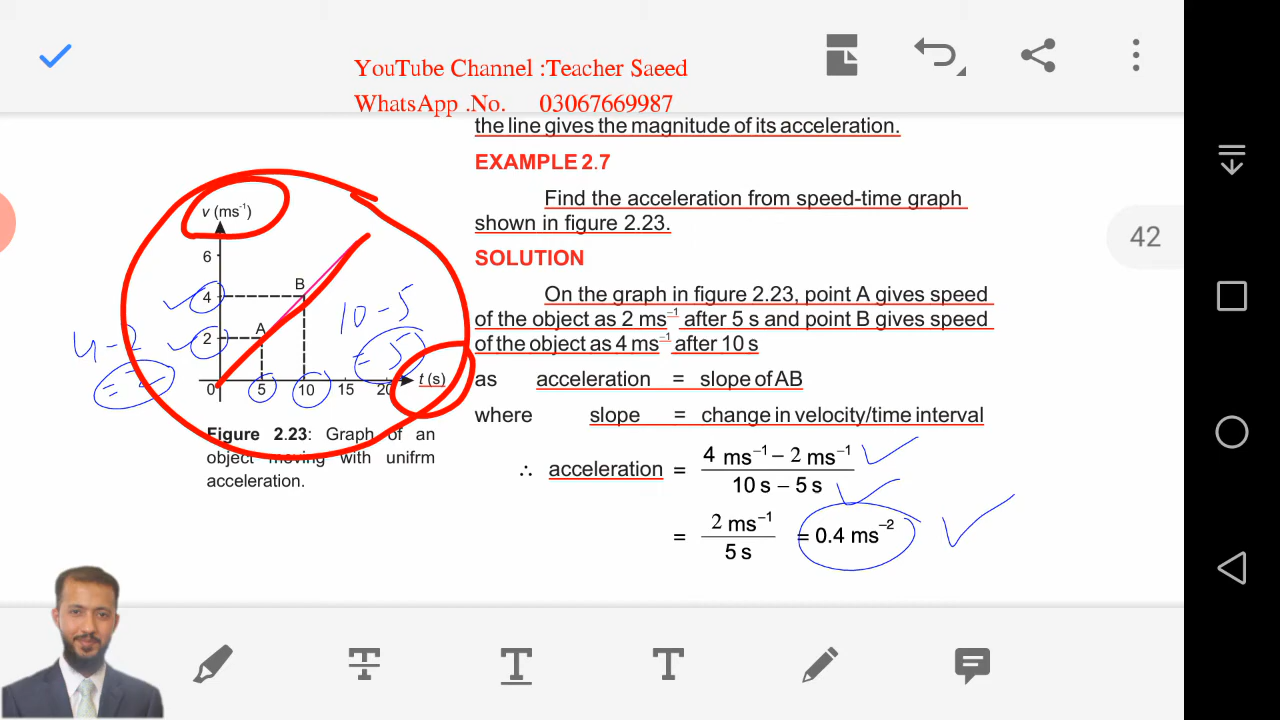 YouTube Channel :Teacher Saeed
WhatsApp .No. 03067669987
the line gives the magnitude of its acceleration.
EXAMPLE 2.7
Find the acceleration from speed-time graph
shown in figure 2.23.
SOLUTION
On the graph in figure 2.23, point A gives speed
of the object as 2 ms⁻¹ after 5 s and point B gives speed
of the object as 4 ms⁻¹ after 10 s
as acceleration = slope of AB
where slope = change in velocity/time interval
∴ acceleration = 4 ms⁻¹ – 2 ms⁻¹
10 s – 5 s
= 2 ms⁻¹ = 0.4 ms⁻²
5 s
42
v (ms⁻¹)
6
B
4
A
2
0 5 10 15 20 t (s)
10-5
= 5
4-2
= 2
Figure 2.23: Graph of an
object moving with unifrm
acceleration.
T T T